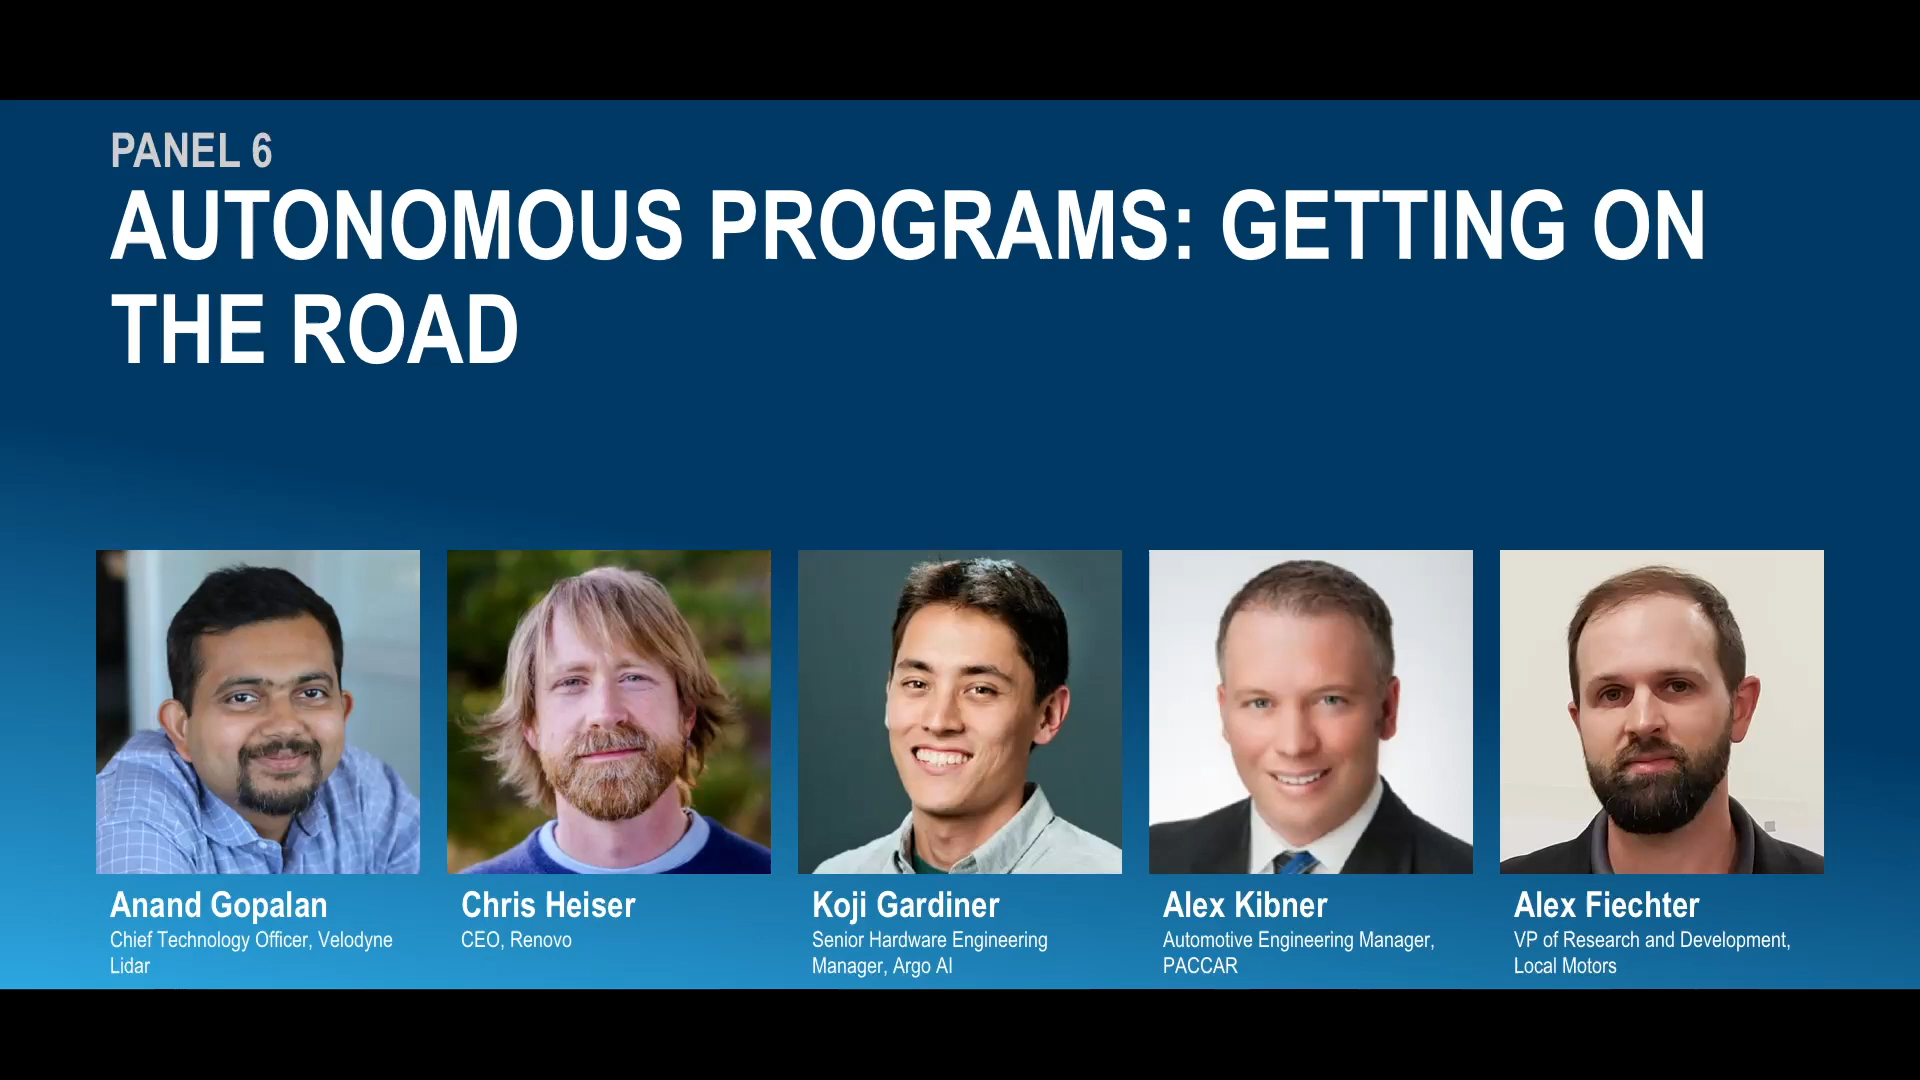 PANEL 6
AUTONOMOUS PROGRAMS: GETTING ON
THE ROAD
Anand Gopalan
Chief Technology Officer, Velodyne
Lidar
Chris Heiser
CEO, Renovo
Koji Gardiner
Senior Hardware Engineering
Manager, Argo AI
Alex Kibner
Automotive Engineering Manager,
PACCAR
Alex Fiechter
VP of Research and Development,
Local Motors